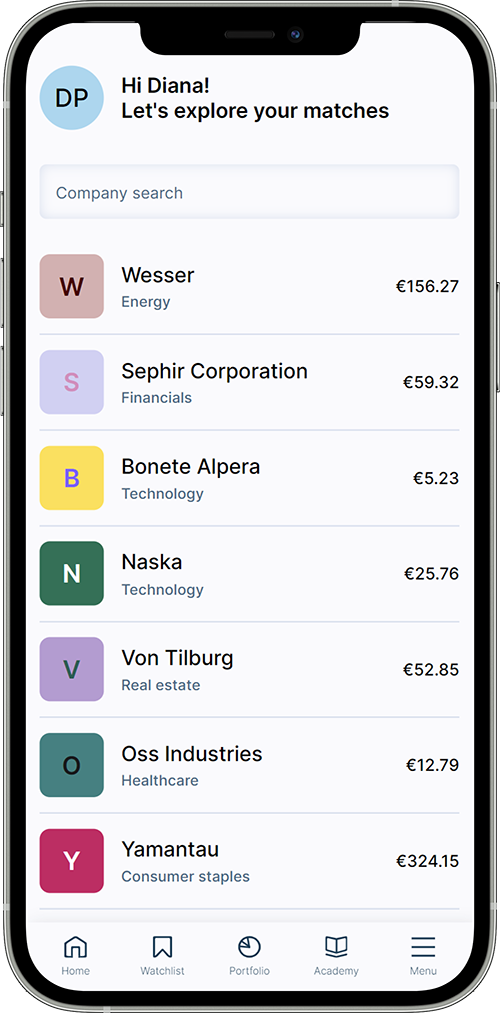 DP
Hi Diana!
Let's explore your matches
Company search
W
Wesser
Energy
€156.27
S
Sephir Corporation
Financials
€59.32
B
Bonete Alpera
Technology
€5.23
N
Naska
Technology
€25.76
V
Von Tilburg
Real estate
€52.85
O
Oss Industries
Healthcare
€12.79
Y
Yamantau
Consumer staples
€324.15
Home
Watchlist
Portfolio
Academy
Menu